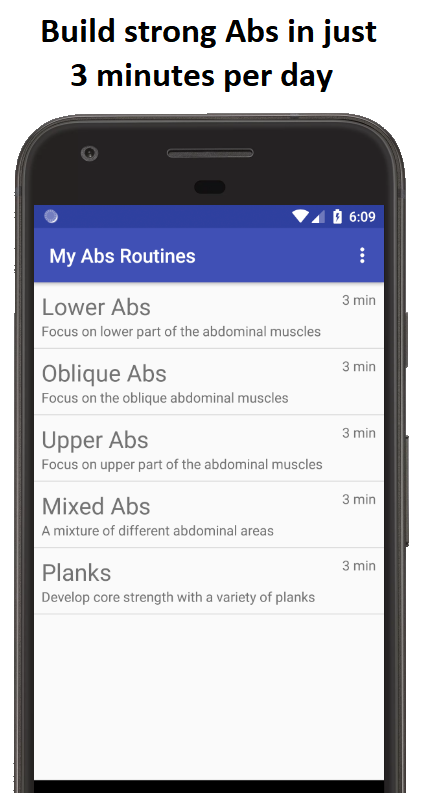 Build strong Abs in just
3 minutes per day
6:09
My Abs Routines
Lower Abs
3 min
Focus on lower part of the abdominal muscles
Oblique Abs
3 min
Focus on the oblique abdominal muscles
Upper Abs
3 min
Focus on upper part of the abdominal muscles
Mixed Abs
3 min
A mixture of different abdominal areas
Planks
3 min
Develop core strength with a variety of planks